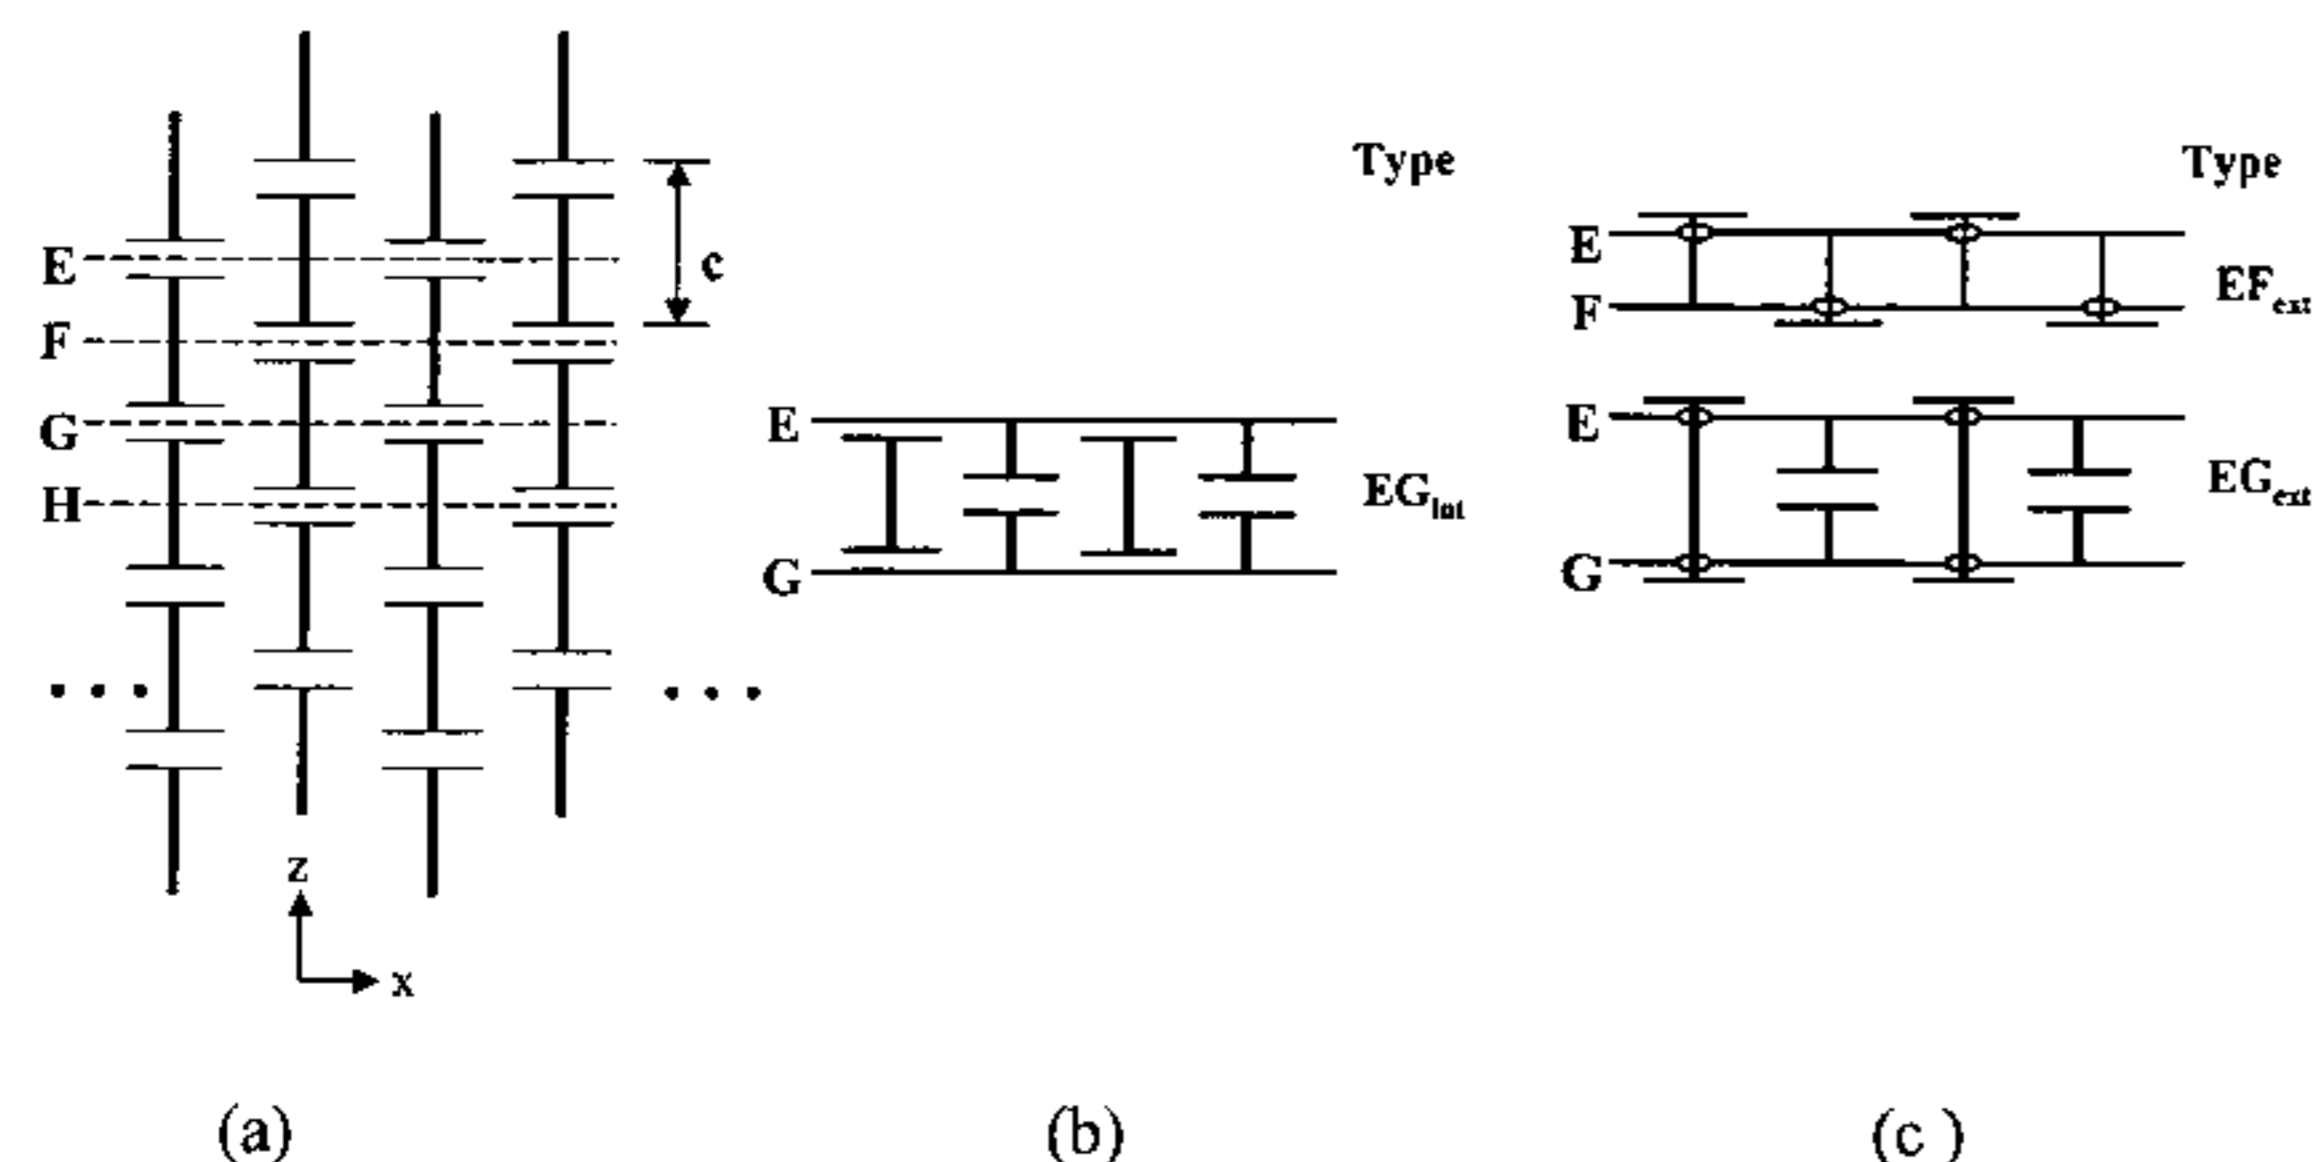 E
F
G
H
c
. . .
. . .
z
x
(a)
Type
E
G
EG_int
(b)
Type
E
F
EF_ext
E
G
EG_ext
(c )